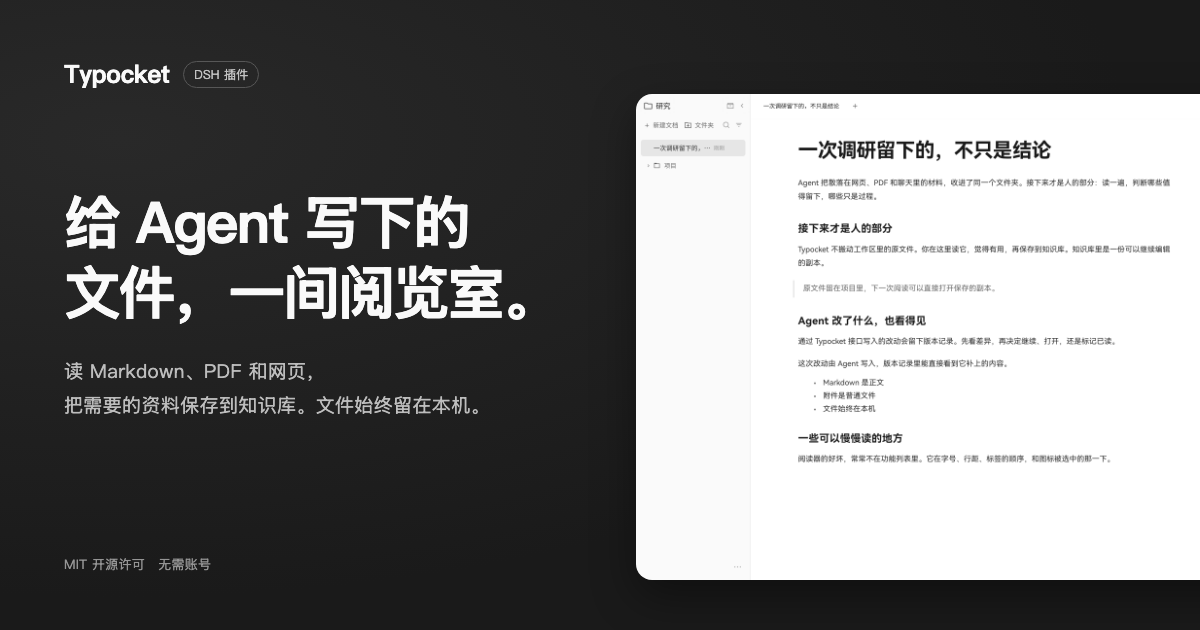 Typocket
DSH 插件
给 Agent 写下的
文件，一间阅览室。
读 Markdown、PDF 和网页，
把需要的资料保存到知识库。文件始终留在本机。
MIT 开源许可
无需账号
研究
+ 新建文档
文件夹
一次调研留下的，…
刚刚
项目
一次调研留下的，不只是结论
+
一次调研留下的，不只是结论
Agent 把散落在网页、PDF 和聊天里的材料，收进了同一个文件夹。接下来才是人的部分：读一遍，判断哪些值
得留下，哪些只是过程。
接下来才是人的部分
Typocket 不搬动工作区里的原文件。你在这里读它，觉得有用，再保存到知识库。知识库里是一份可以继续编辑
的副本。
原文件留在项目里，下一次阅读可以直接打开保存的副本。
Agent 改了什么，也看得见
通过 Typocket 接口写入的改动会留下版本记录。先看差异，再决定继续、打开，还是标记已读。
这次改动由 Agent 写入，版本记录里能直接看到它补上的内容。
• Markdown 是正文
• 附件是普通文件
• 文件始终在本机
一些可以慢慢读的地方
阅读器的好坏，常常不在功能列表里。它在字号、行距、标签的顺序，和图标被选中的那一下。